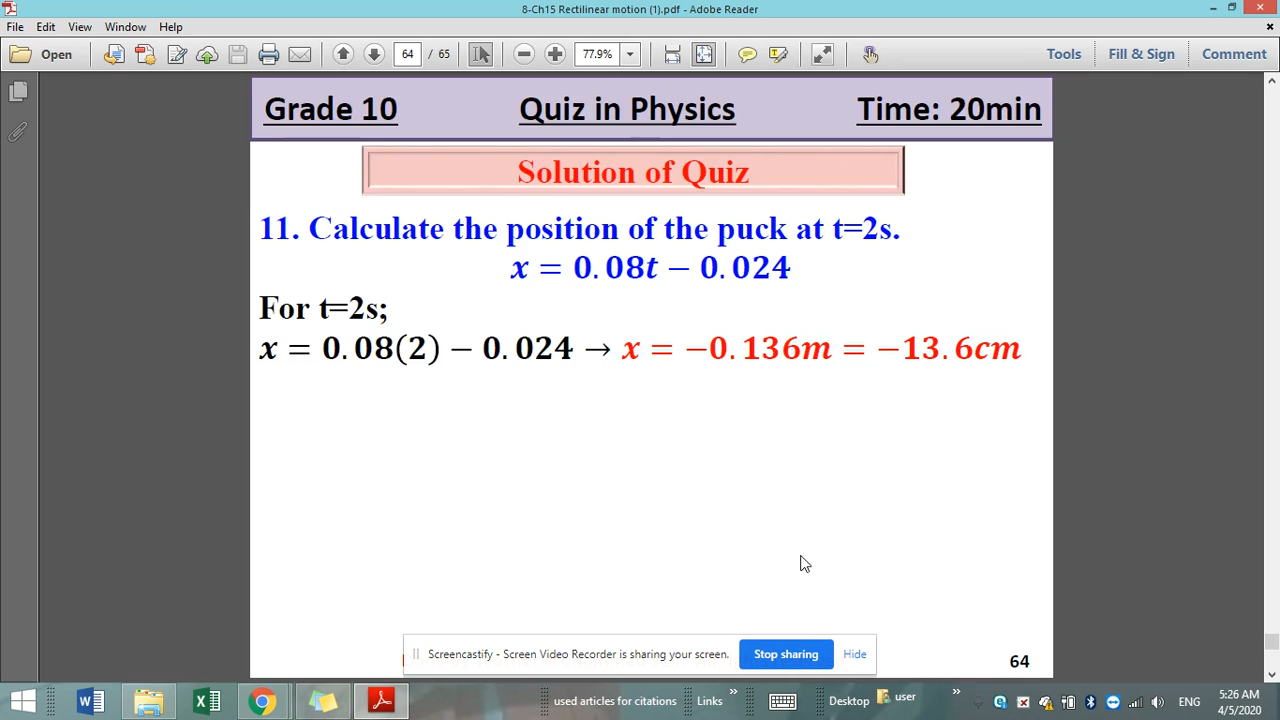 8-Ch15 Rectilinear motion (1).pdf - Adobe Reader
File Edit View Window Help
Open 64 / 65 77.9% Tools Fill & Sign Comment
Grade 10 Quiz in Physics Time: 20min
Solution of Quiz
11. Calculate the position of the puck at t=2s.
x = 0.08t − 0.024
For t=2s;
x = 0.08(2) − 0.024 → x = −0.136m = −13.6cm
Screencastify - Screen Video Recorder is sharing your screen. Stop sharing Hide
64
used articles for citations Links Desktop user ENG 5:26 AM
4/5/2020